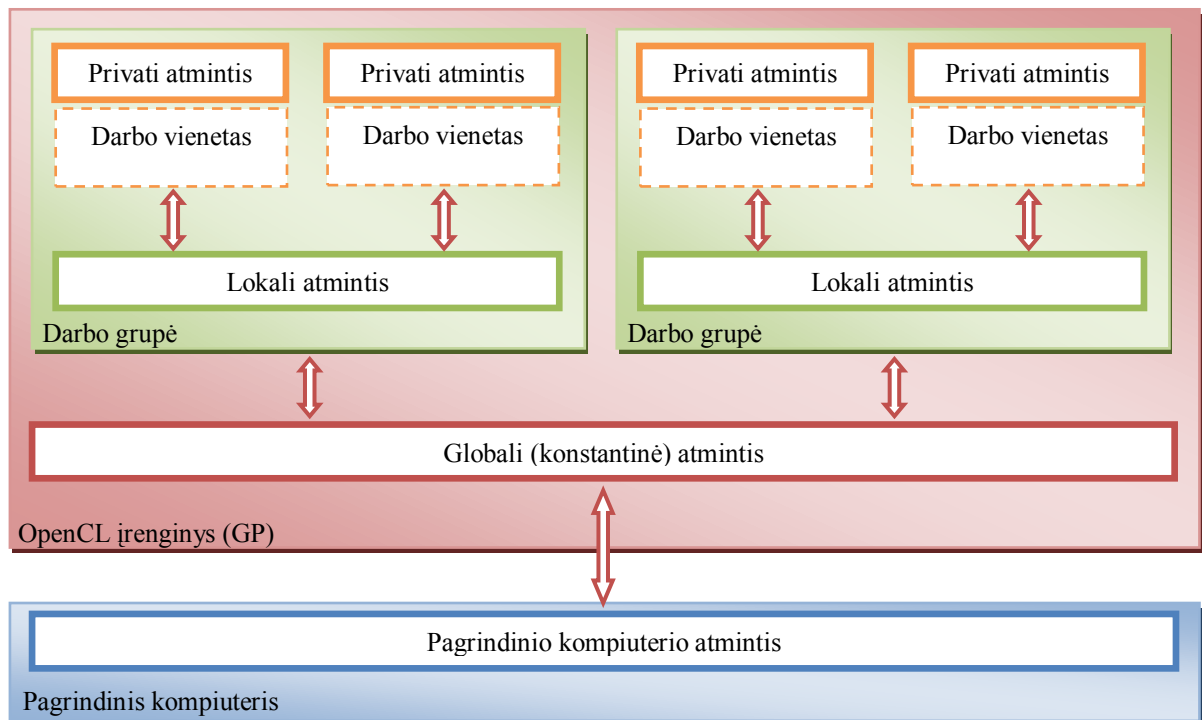 Privati atmintis
Privati atmintis
Darbo vienetas
Darbo vienetas
Lokali atmintis
Darbo grupė
Privati atmintis
Privati atmintis
Darbo vienetas
Darbo vienetas
Lokali atmintis
Darbo grupė
Globali (konstantinė) atmintis
OpenCL įrenginys (GP)
Pagrindinio kompiuterio atmintis
Pagrindinis kompiuteris